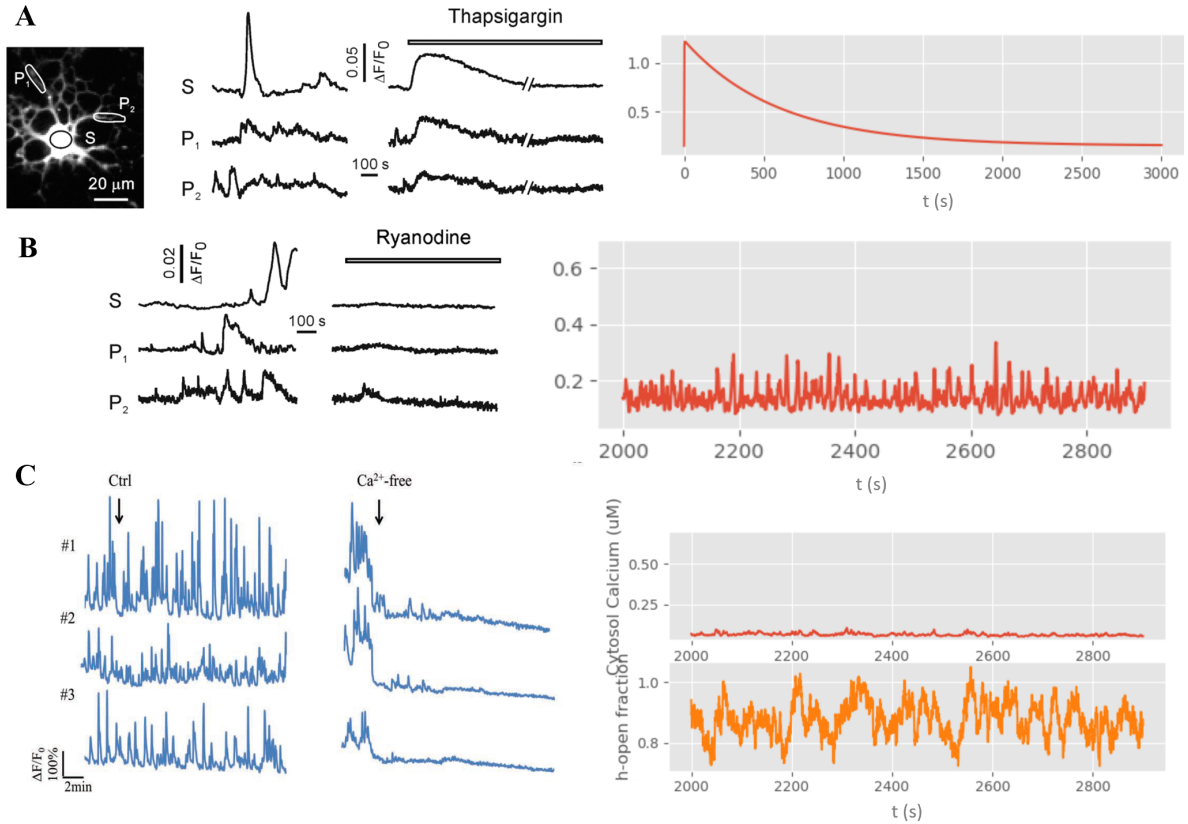 A
Thapsigargin
0.05
ΔF/F0
P1
P2
S
20 μm
S
P1
P2
100 s
1.0
0.5
0 500 1000 1500 2000 2500 3000
t (s)
B
Ryanodine
0.02
ΔF/F0
S
P1
P2
100 s
0.6
0.4
0.2
2000 2200 2400 2600 2800
t (s)
C
Ctrl
Ca2+-free
#1
#2
#3
ΔF/F0
100%
2min
Cytosol Calcium (uM)
0.50
0.25
2000 2200 2400 2600 2800
h-open fraction
1.0
0.8
2000 2200 2400 2600 2800
t (s)